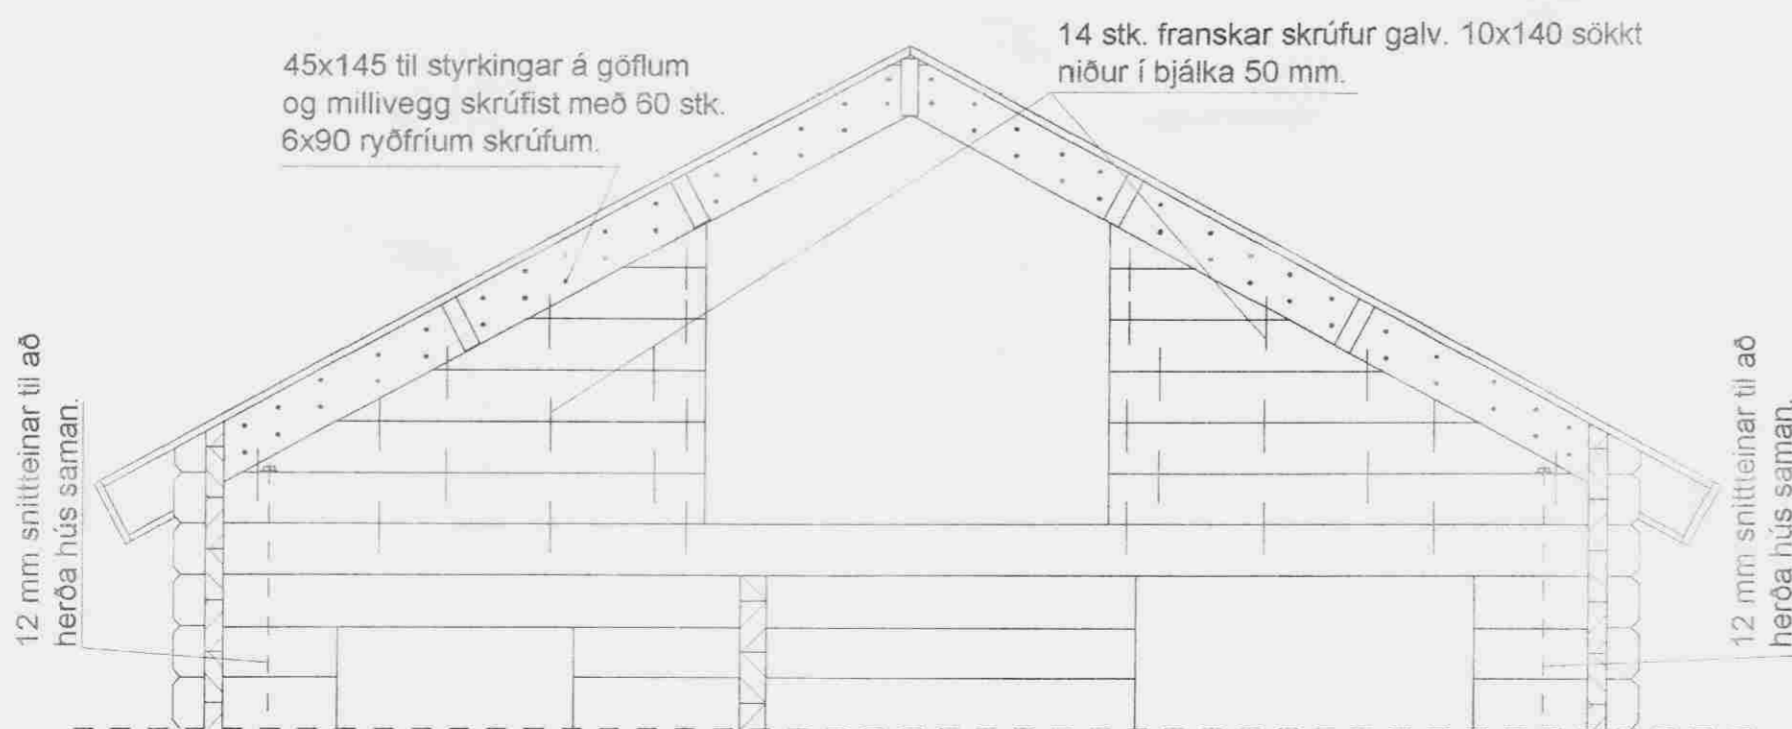 45x145 til styrkingar á göflum
og millivegg skrúfist með 60 stk.
6x90 ryðfríum skrúfum.
14 stk. franskar skrúfur galv. 10x140 sökkt
niður í bjálka 50 mm.
12 mm snittteinar til að
herða hús saman.
12 mm snittteinar til að
herða hús saman.